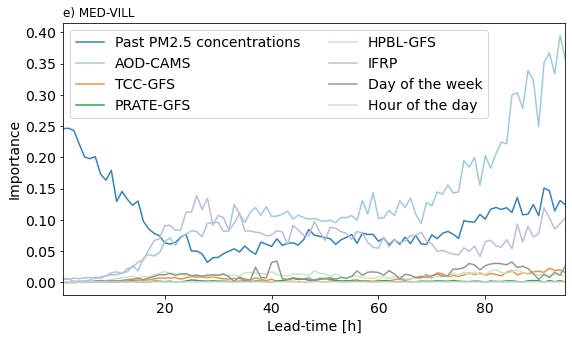 e) MED-VILL
Past PM2.5 concentrations
AOD-CAMS
TCC-GFS
PRATE-GFS
HPBL-GFS
IFRP
Day of the week
Hour of the day
Importance
0.40
0.35
0.30
0.25
0.20
0.15
0.10
0.05
0.00
20
40
60
80
Lead-time [h]